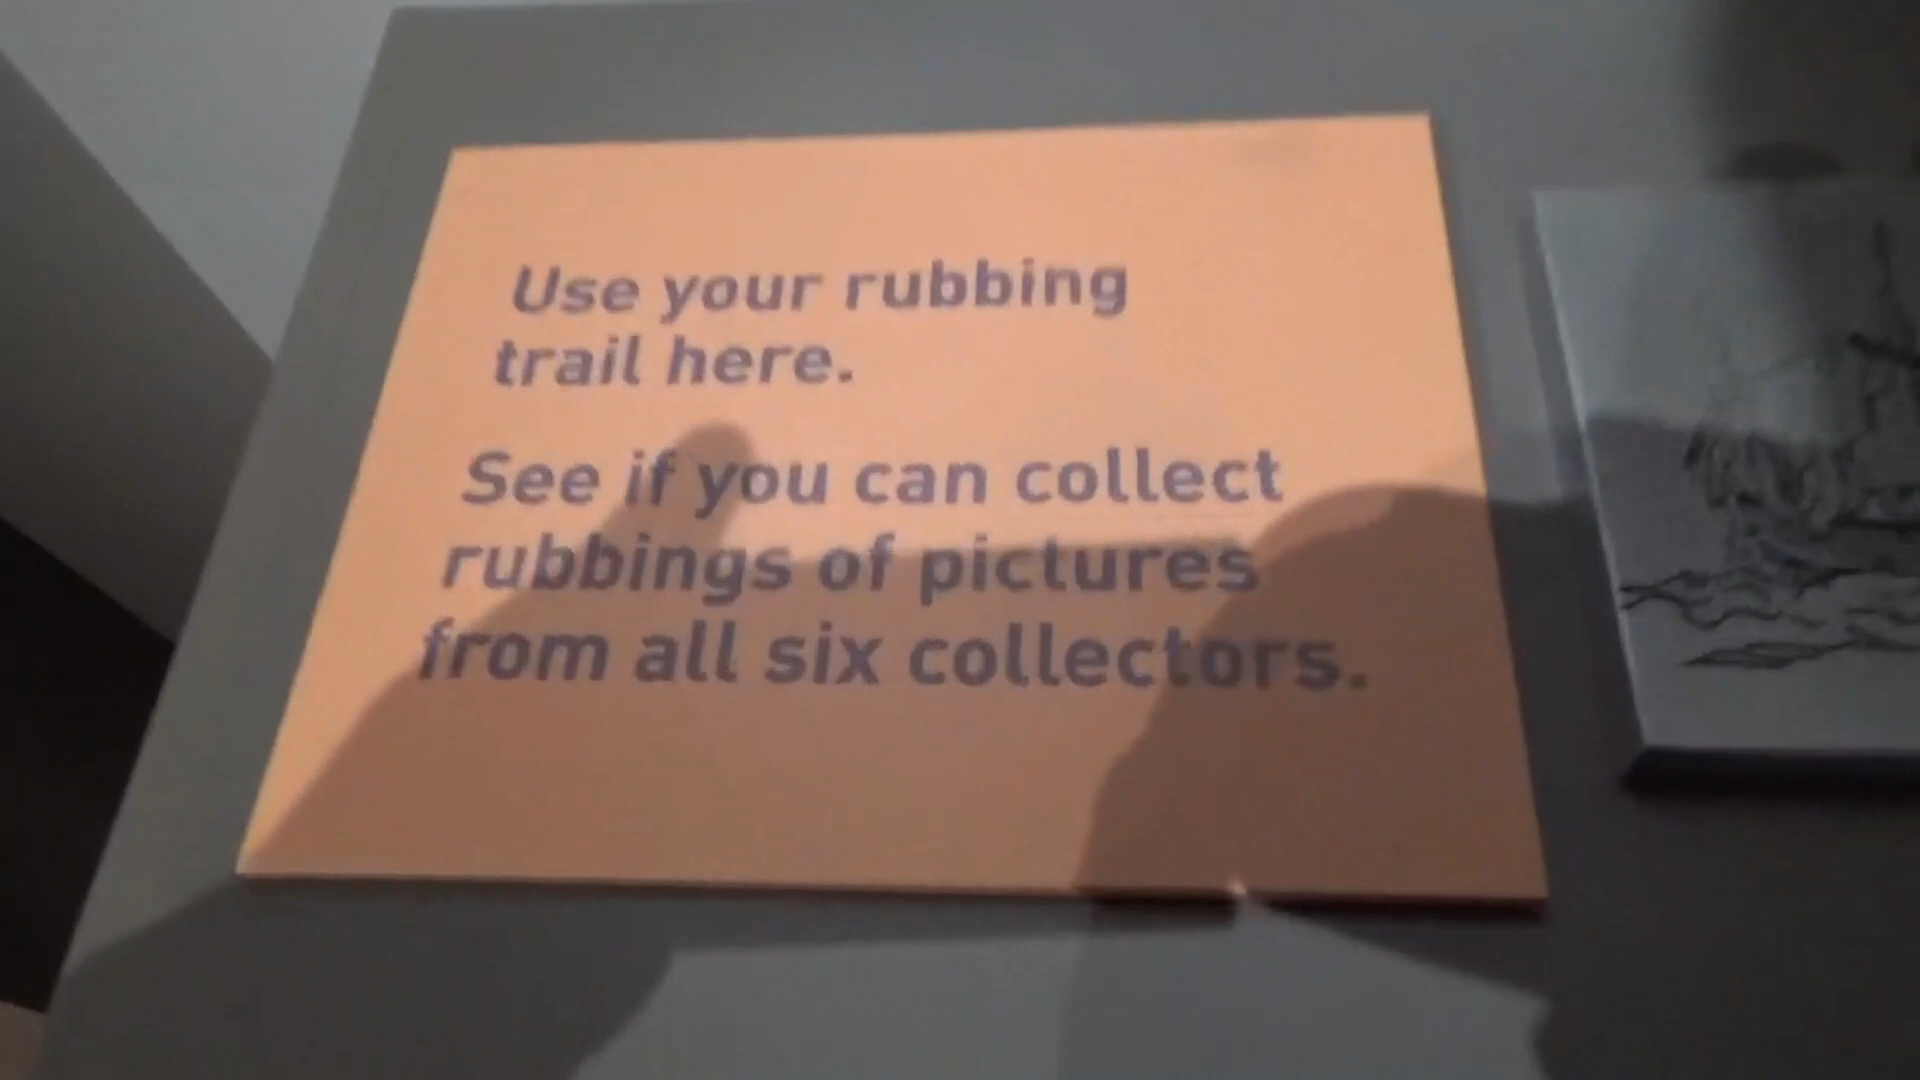 Use your rubbing
trail here.
See if you can collect
rubbings of pictures
from all six collectors.